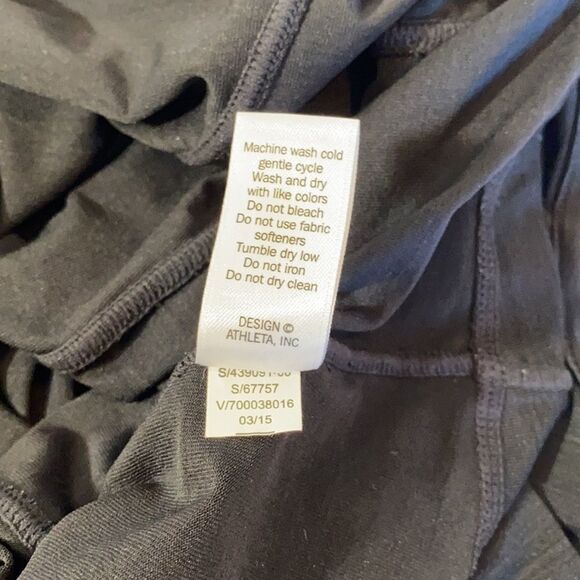 Machine wash cold
gentle cycle
Wash and dry
with like colors
Do not bleach
Do not use fabric
softeners
Tumble dry low
Do not iron
Do not dry clean
DESIGN ©
ATHLETA, INC
S/67757
V/700038016
03/15